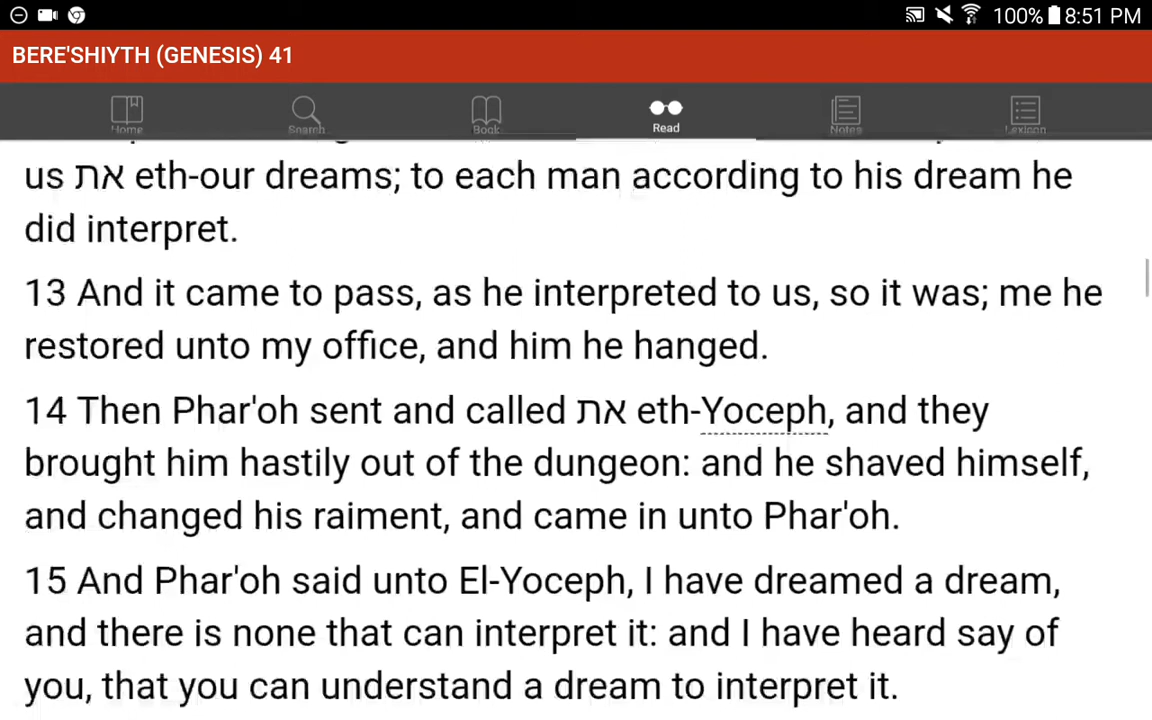 100% 8:51 PM
BERE'SHIYTH (GENESIS) 41
Home Search Book Read Notes Lexicon
us את eth-our dreams; to each man according to his dream he
did interpret.
13 And it came to pass, as he interpreted to us, so it was; me he
restored unto my office, and him he hanged.
14 Then Phar'oh sent and called את eth-Yoceph, and they
brought him hastily out of the dungeon: and he shaved himself,
and changed his raiment, and came in unto Phar'oh.
15 And Phar'oh said unto El-Yoceph, I have dreamed a dream,
and there is none that can interpret it: and I have heard say of
you, that you can understand a dream to interpret it.